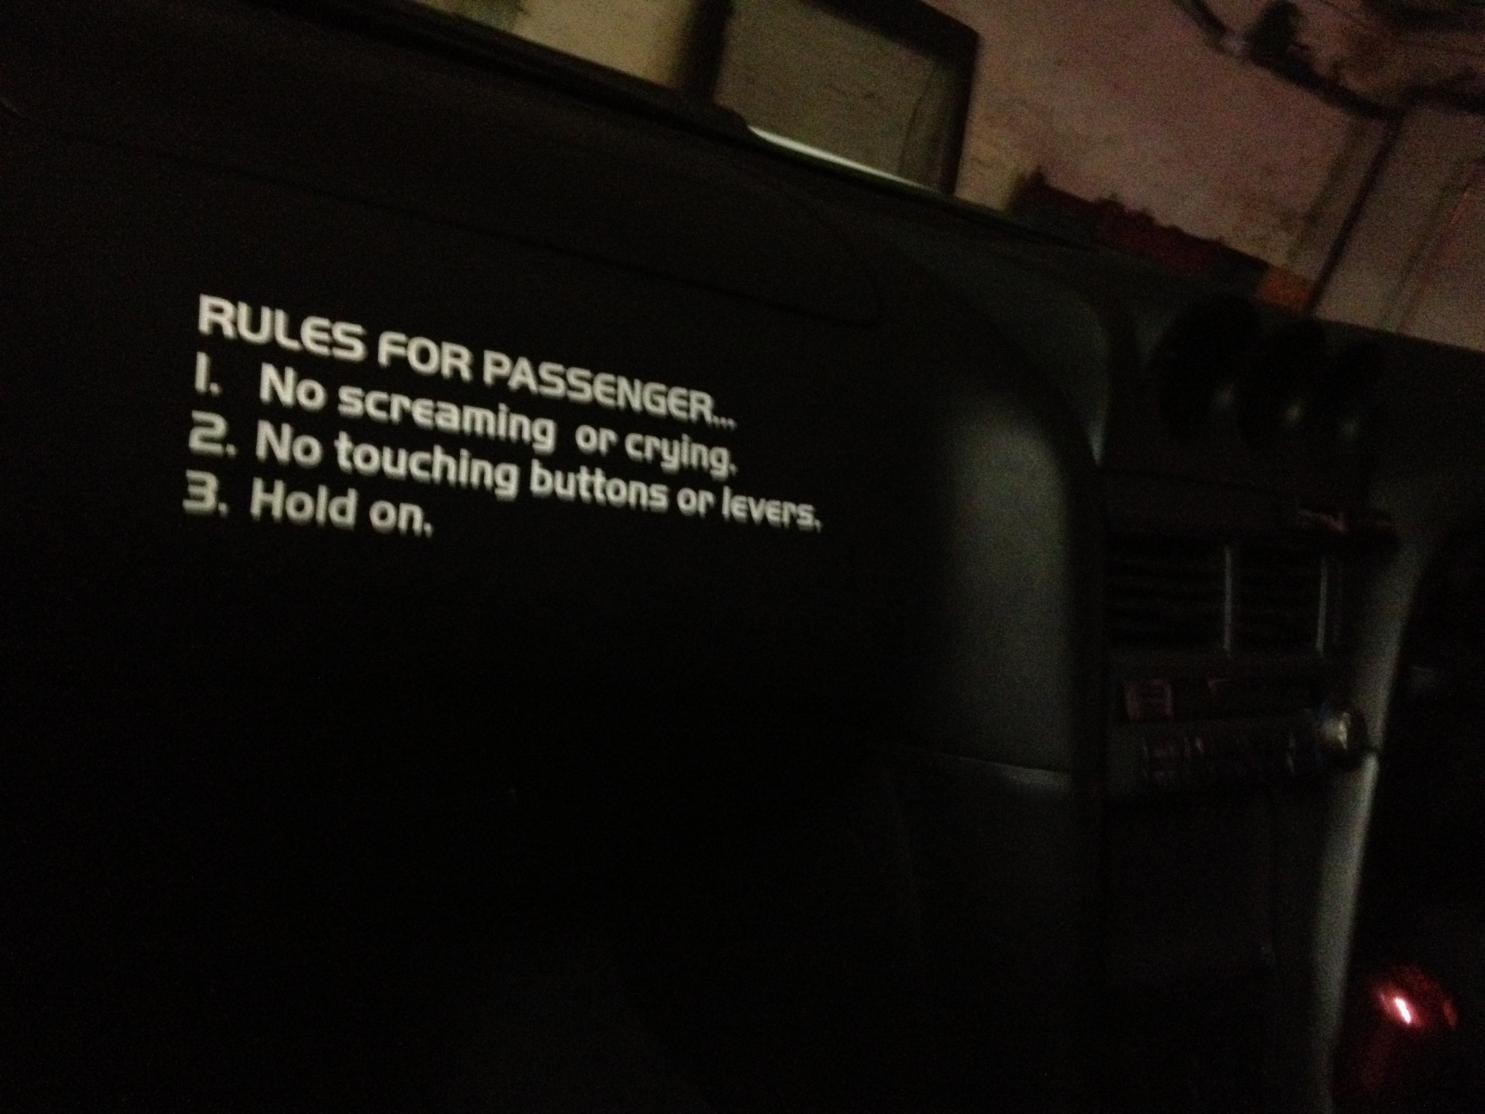 RULES FOR PASSENGER...
1. No screaming or crying.
2. No touching buttons or levers.
3. Hold on.